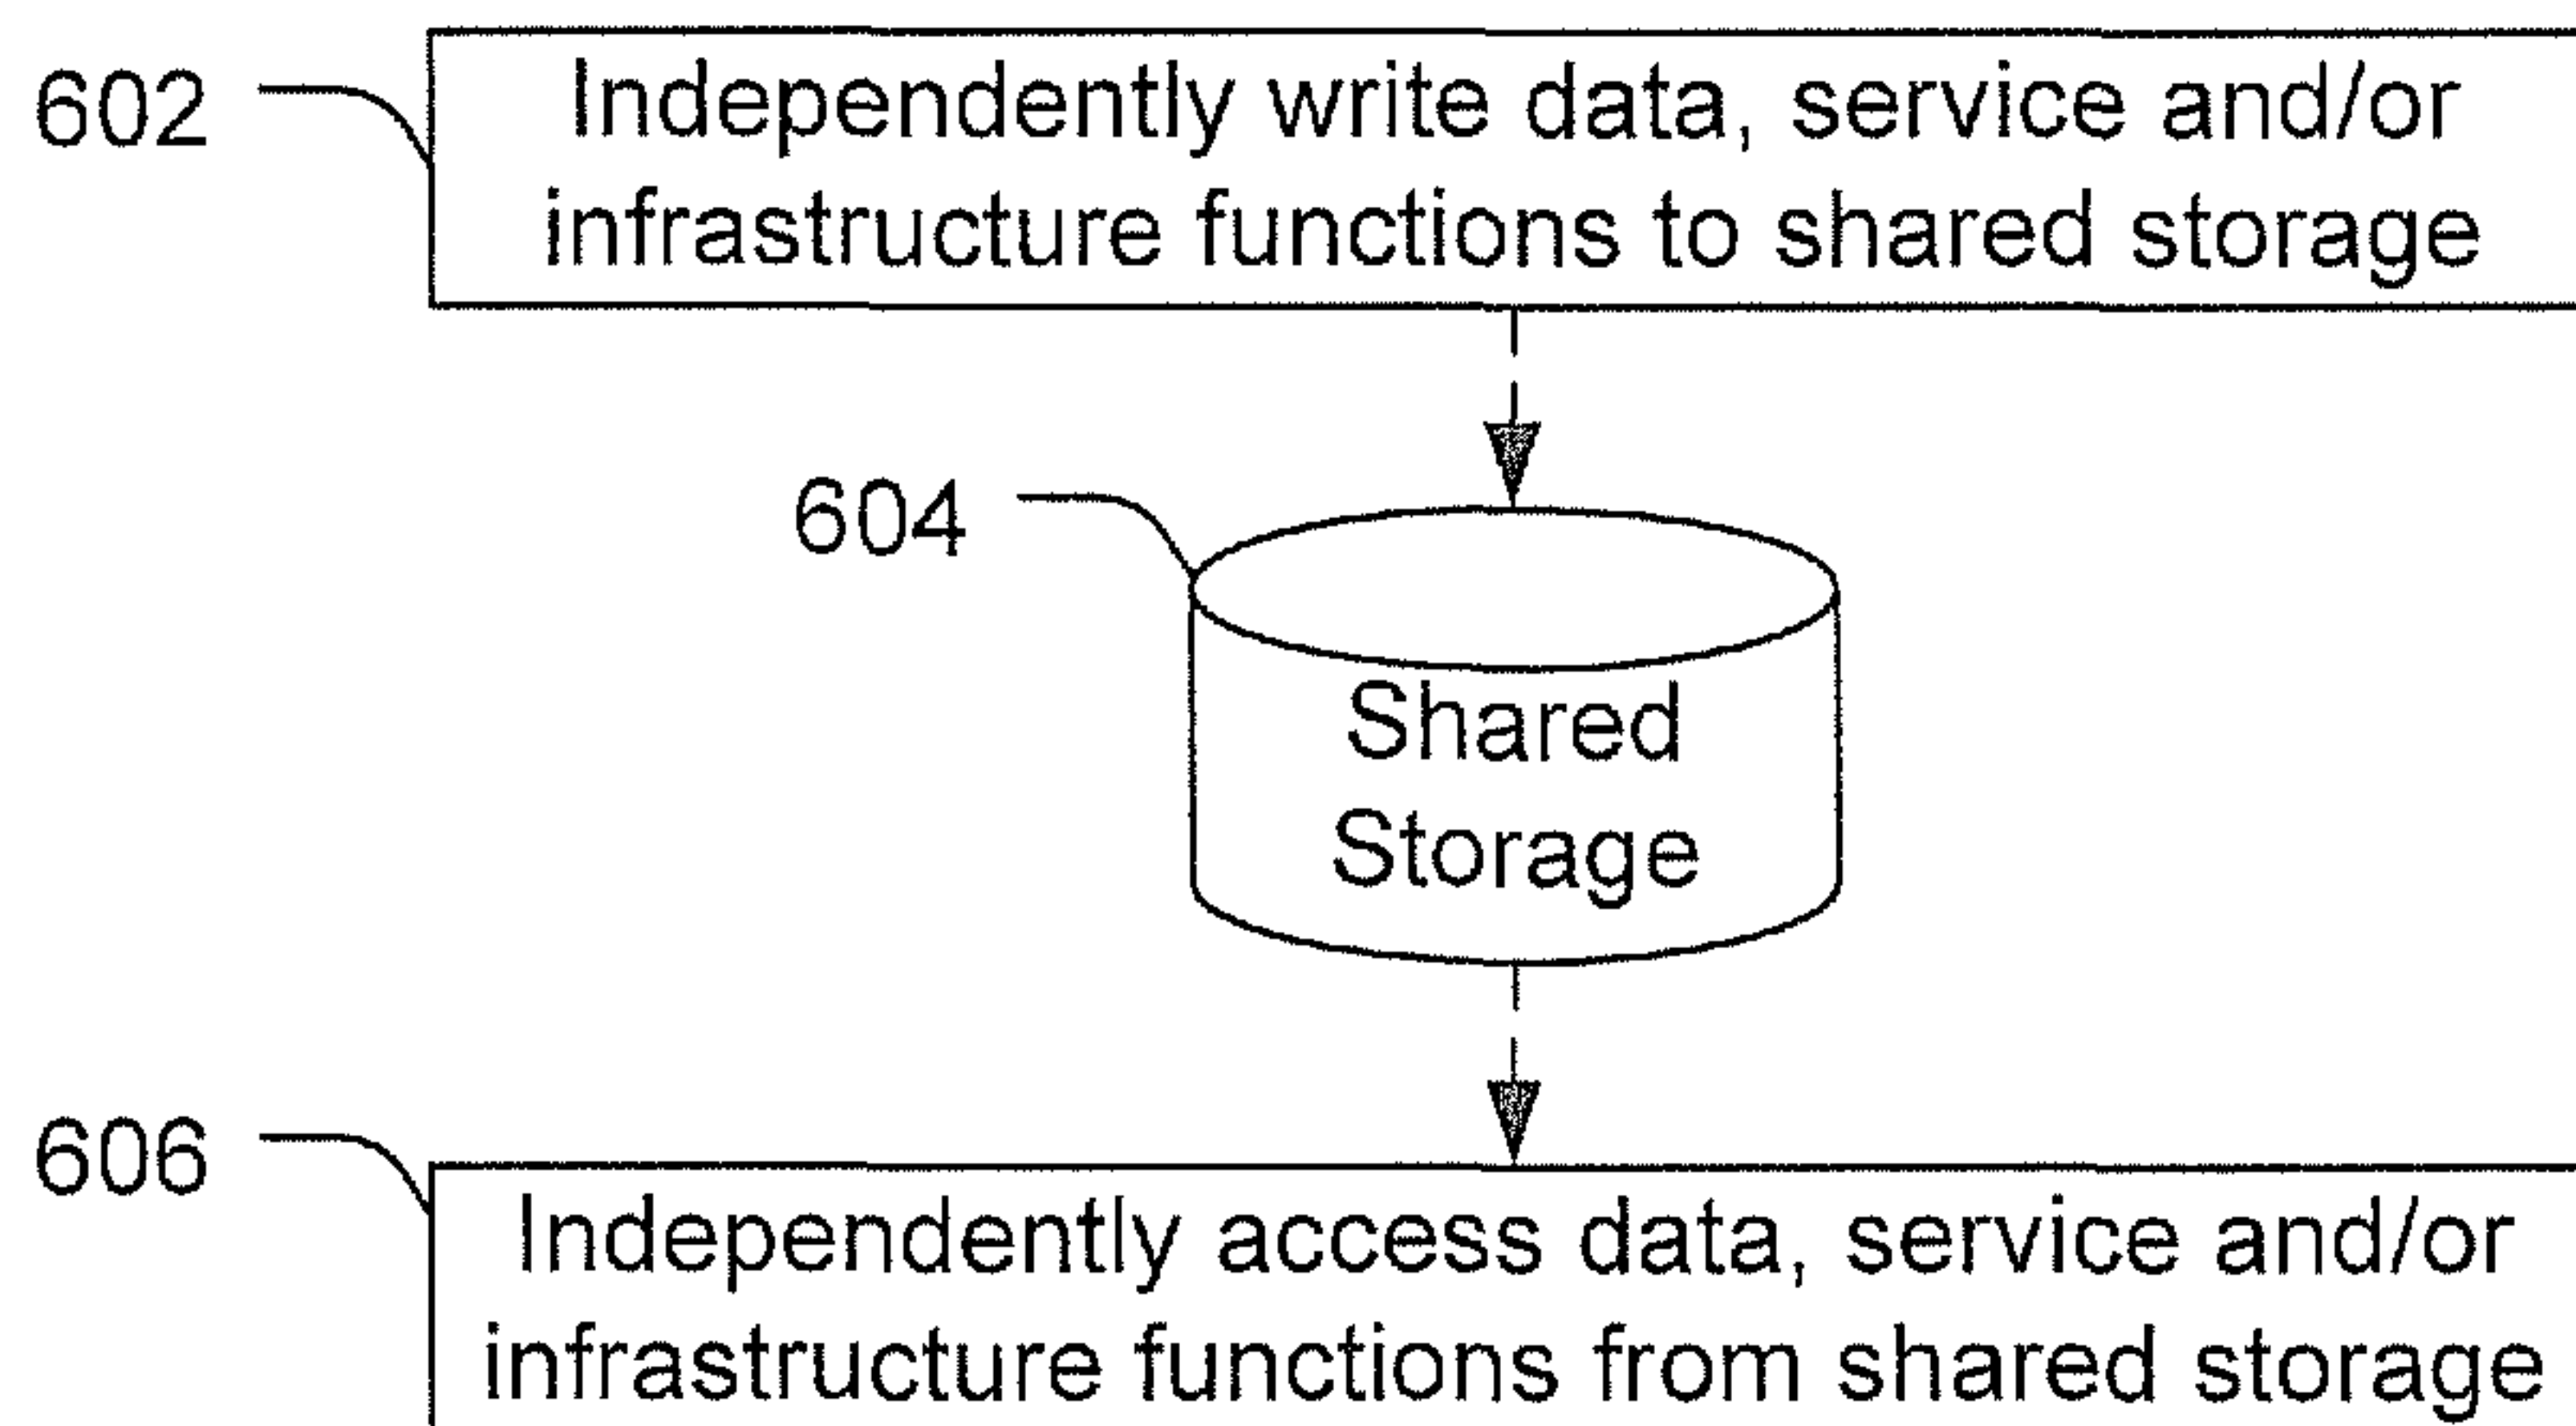 602
Independently write data, service and/or
infrastructure functions to shared storage
604
Shared
Storage
606
Independently access data, service and/or
infrastructure functions from shared storage